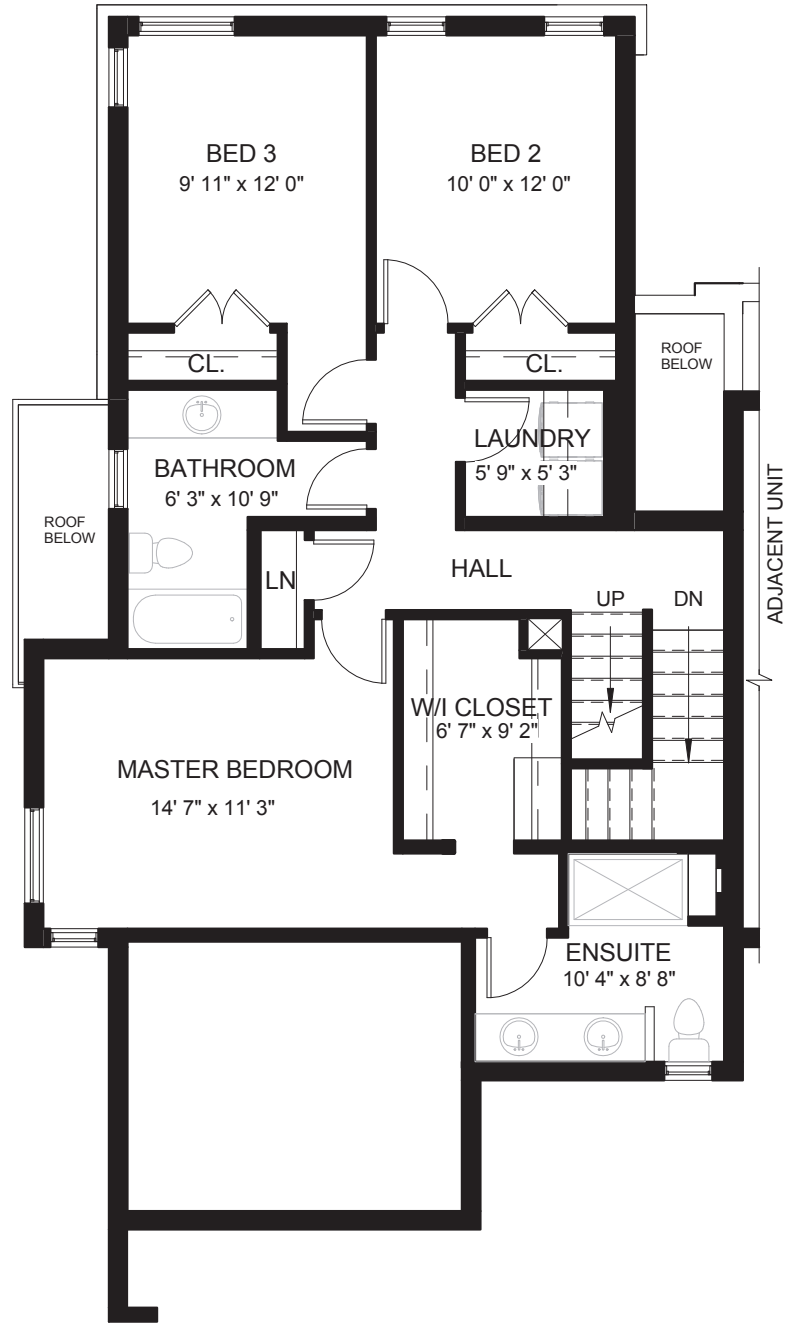 BED 3
9' 11" x 12' 0"
BED 2
10' 0" x 12' 0"
CL.
CL.
ROOF
BELOW
LAUNDRY
5' 9" x 5' 3"
BATHROOM
6' 3" x 10' 9"
ROOF
BELOW
ADJACENT UNIT
LN
HALL
UP
DN
W/I CLOSET
6' 7" x 9' 2"
MASTER BEDROOM
14' 7" x 11' 3"
ENSUITE
10' 4" x 8' 8"